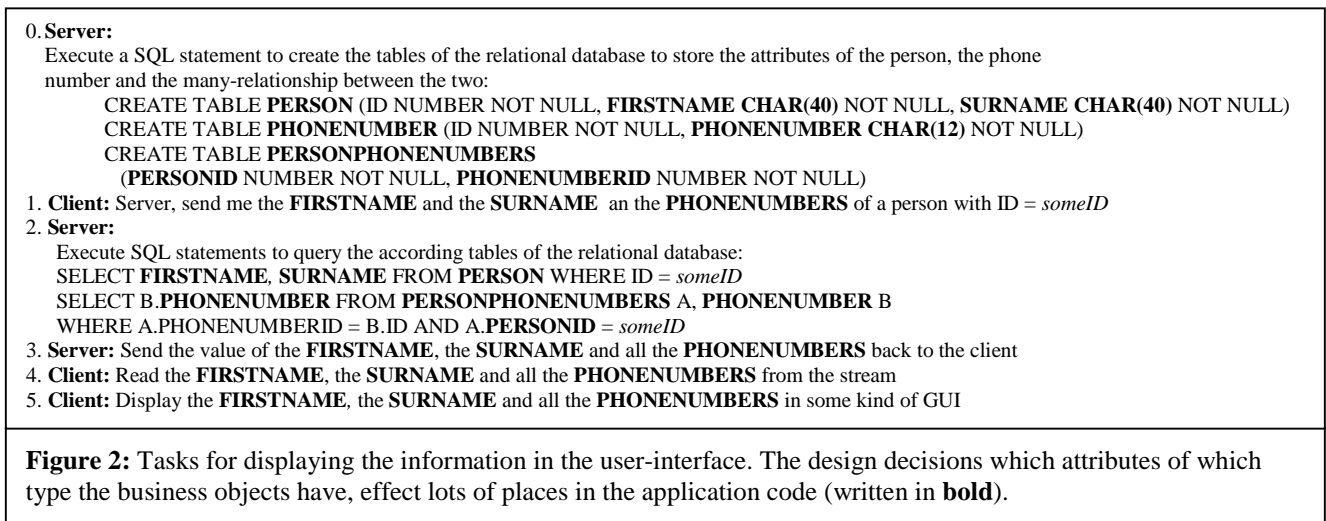 0. Server:
Execute a SQL statement to create the tables of the relational database to store the attributes of the person, the phone
number and the many-relationship between the two:
CREATE TABLE PERSON (ID NUMBER NOT NULL, FIRSTNAME CHAR(40) NOT NULL, SURNAME CHAR(40) NOT NULL)
CREATE TABLE PHONENUMBER (ID NUMBER NOT NULL, PHONENUMBER CHAR(12) NOT NULL)
CREATE TABLE PERSONPHONENUMBERS
(PERSONID NUMBER NOT NULL, PHONENUMBERID NUMBER NOT NULL)
1. Client: Server, send me the FIRSTNAME and the SURNAME an the PHONENUMBERS of a person with ID = someID
2. Server:
Execute SQL statements to query the according tables of the relational database:
SELECT FIRSTNAME, SURNAME FROM PERSON WHERE ID = someID
SELECT B.PHONENUMBER FROM PERSONPHONENUMBERS A, PHONENUMBER B
WHERE A.PHONENUMBERID = B.ID AND A.PERSONID = someID
3. Server: Send the value of the FIRSTNAME, the SURNAME and all the PHONENUMBERS back to the client
4. Client: Read the FIRSTNAME, the SURNAME and all the PHONENUMBERS from the stream
5. Client: Display the FIRSTNAME, the SURNAME and all the PHONENUMBERS in some kind of GUI
Figure 2: Tasks for displaying the information in the user-interface. The design decisions which attributes of which
type the business objects have, effect lots of places in the application code (written in bold).